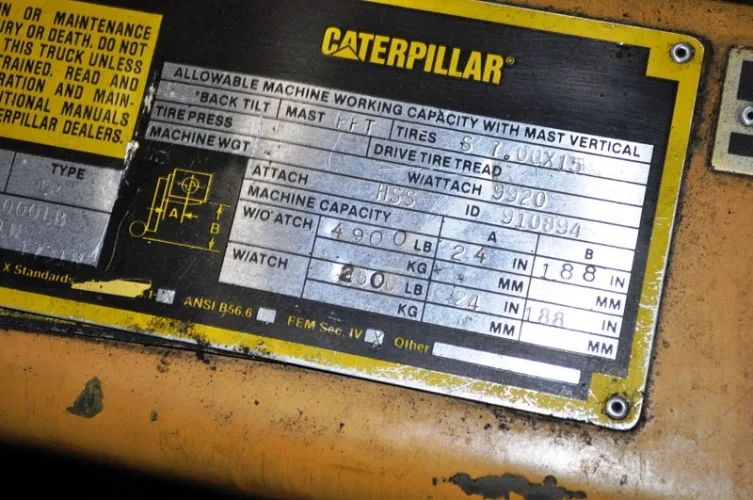 N OR MAINTENANCE
URY OR DEATH. DO NOT
THIS TRUCK UNLESS
TRAINED. READ AND
RATION AND MAIN-
TIONAL MANUALS
ERPILLAR DEALERS.
CATERPILLAR®
ALLOWABLE MACHINE WORKING CAPACITY WITH MAST VERTICAL
°BACK TILT MAST FFT TIRES S 7.00X15
TIRE PRESS DRIVE TIRE TREAD
MACHINE WGT W/ATTACH 9920
ATTACH HSS ID 910894
MACHINE CAPACITY A B
W/O ATCH 4900 LB 24 IN 188 IN
KG MM MM
W/ATCH LB 24 IN 188 IN
KG MM MM
TYPE
A
B
X Standards
ANSI B56.6 FEM Sec. IV X Other